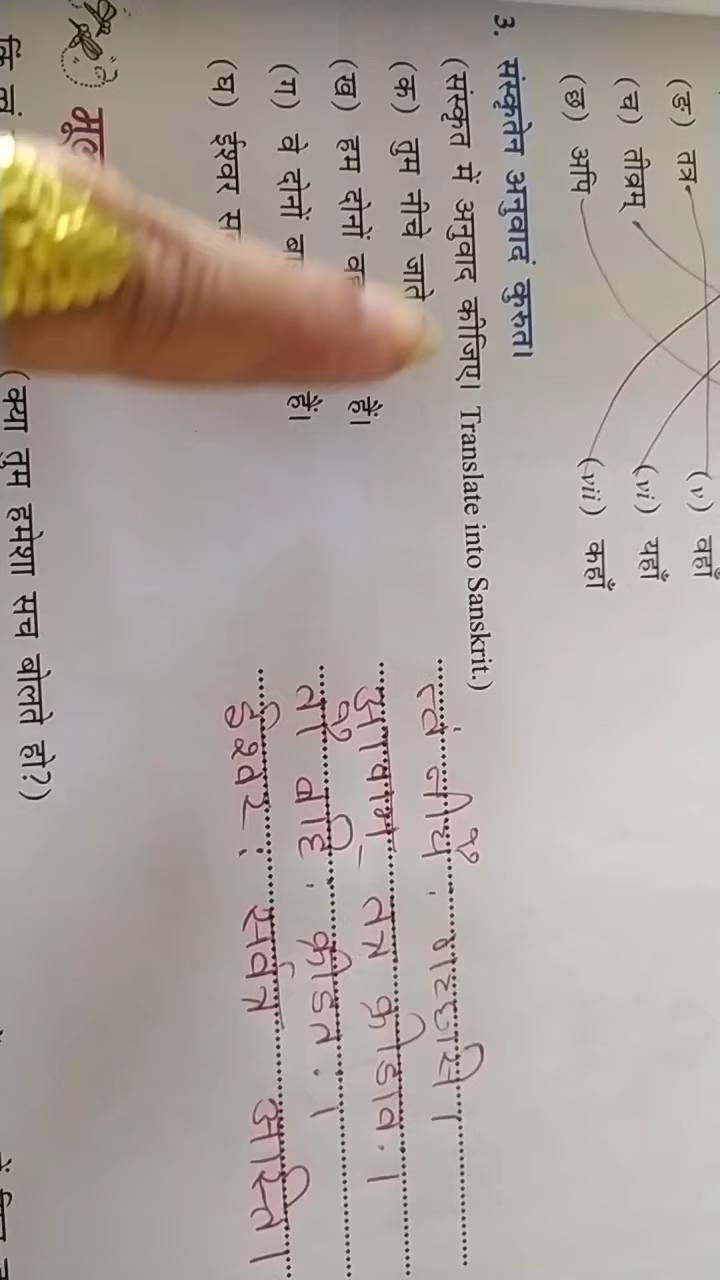 (ङ) तत्र
(v) वहाँ
(च) तीव्रम्
(vi) यहाँ
(छ) अपि
(vii) कहाँ
3. संस्कृतेन अनुवादं कुरुत।
(संस्कृत में अनुवाद कीजिए। Translate into Sanskrit.)
(क) तुम नीचे जाते
त्वं नीचैः गच्छसि।
(ख) हम दोनों हैं।
आवाम् तत्र क्रीडावः।
(ग) वे दोनों हैं।
तौ बहिः क्रीडतः।
(घ) ईश्वर
ईश्वरः सर्वत्र अस्ति।
(क्या तुम हमेशा सच बोलते हो?)